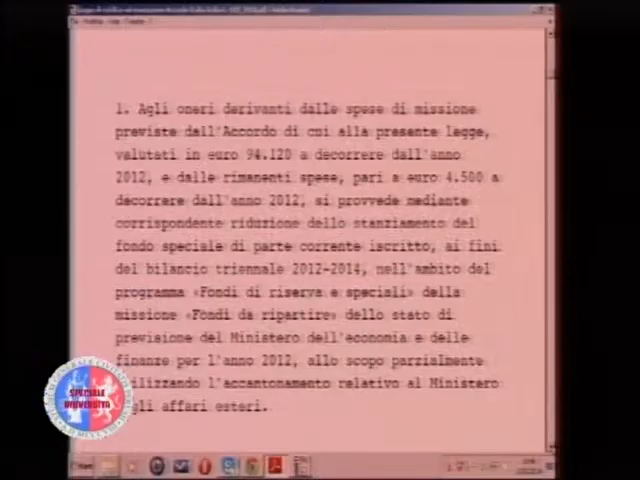 1. Agli oneri derivanti dalle spese di missione
previste dall'Accordo di cui alla presente legge,
valutati in euro 94.120 a decorrere dall'anno
2012, e dalle rimanenti spese, pari a euro 4.500 a
decorrere dall'anno 2012, si provvede mediante
corrispondente riduzione dello stanziamento del
fondo speciale di parte corrente iscritto, ai fini
del bilancio triennale 2012-2014, nell'ambito del
programma «Fondi di riserva e speciali» della
missione «Fondi da ripartire» dello stato di
previsione del Ministero dell'economia e delle
finanze per l'anno 2012, allo scopo parzialmente
ilizzando l'accantonamento relativo al Ministero
gli affari esteri.
SPECIALE
UNIVERSITÀ